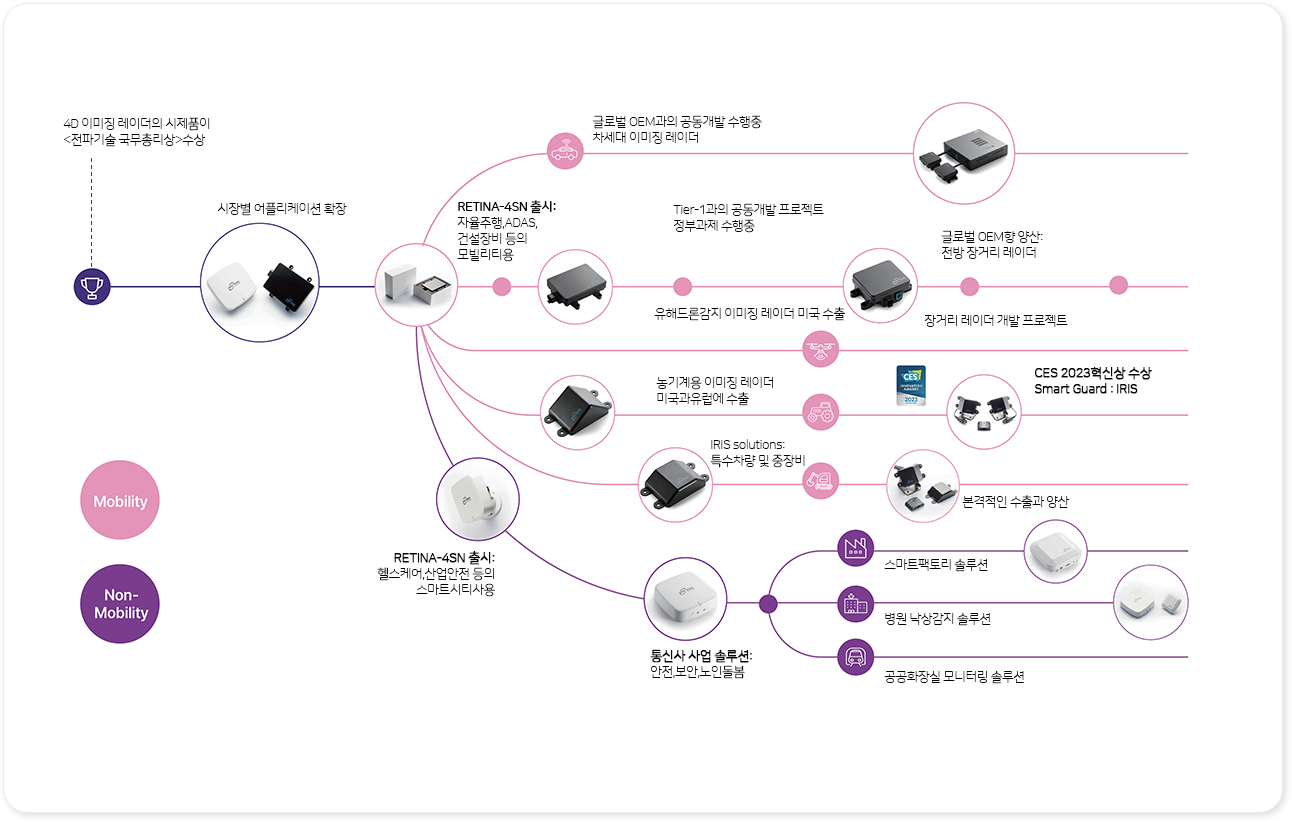 4D 이미징 레이더의 시제품이
<전파기술 국무총리상>수상
시장별 어플리케이션 확장
글로벌 OEM과의 공동개발 수행중
차세대 이미징 레이더
RETINA-4SN 출시:
자율주행,ADAS,
건설장비 등의
모빌리티용
Tier-1과의 공동개발 프로젝트
정부과제 수행중
글로벌 OEM향 양산:
전방 장거리 레이더
유해드론감지 이미징 레이더 미국 수출
장거리 레이더 개발 프로젝트
농기계용 이미징 레이더
미국과유럽에 수출
CES
2023
CES 2023혁신상 수상
Smart Guard : IRIS
IRIS solutions:
특수차량 및 중장비
본격적인 수출과 양산
Mobility
Non-
Mobility
RETINA-4SN 출시:
헬스케어,산업안전 등의
스마트시티사용
통신사 사업 솔루션:
안전,보안,노인돌봄
스마트팩토리 솔루션
병원 낙상감지 솔루션
공공화장실 모니터링 솔루션